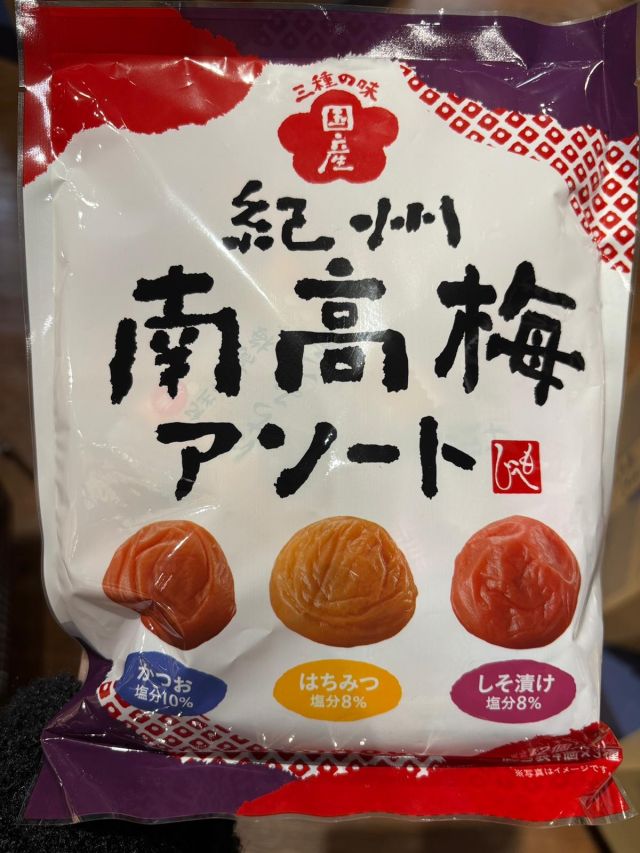 三種の味
国産
紀州
南高梅
アソート
かつお
塩分10%
はちみつ
塩分8%
しそ漬け
塩分8%
※写真はイメージです